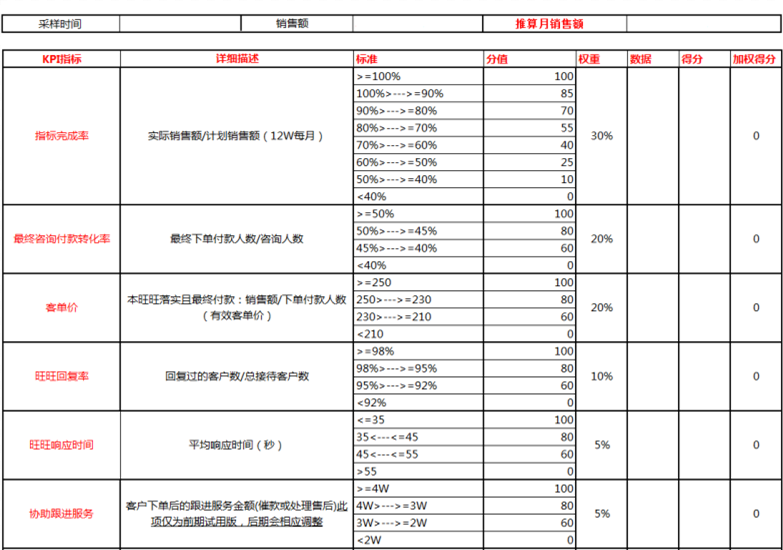 采样时间 销售额 推算月销售额
KPI指标 详细描述 标准 分值 权重 数据 得分 加权得分
指标完成率 实际销售额/计划销售额（12W每月） 30% 0
>=100% 100
100%>--->=90% 85
90%>--->=80% 70
80%>--->=70% 55
70%>--->=60% 40
60%>--->=50% 25
50%>--->=40% 10
<40% 0
最终咨询付款转化率 最终下单付款人数/咨询人数 20% 0
>=50% 100
50%>--->=45% 80
45%>--->=40% 60
<40% 0
客单价 本旺旺落实且最终付款：销售额/下单付款人数
（有效客单价） 20% 0
>=250 100
250>--->=230 80
230>--->=210 60
<210 0
旺旺回复率 回复过的客户数/总接待客户数 10% 0
>=98% 100
98%>--->=95% 80
95%>--->=92% 60
<92% 0
旺旺响应时间 平均响应时间（秒） 5% 0
<=35 100
35<---<=45 80
45<---<=55 60
>55 0
协助跟进服务 客户下单后的跟进服务金额(催款或处理售后)此
项仅为前期试用版，后期会相应调整 5% 0
>=4W 100
4W>--->=3W 80
3W>--->=2W 60
<2W 0